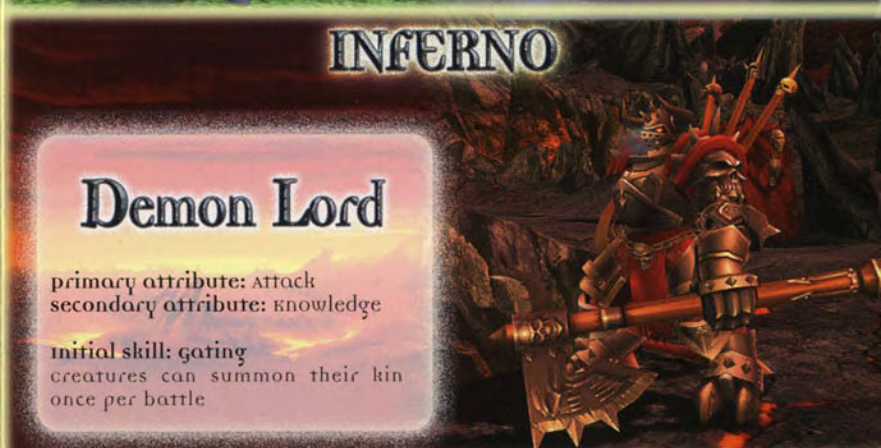 INFERNO
Demon Lord
primary attribute: Attack
secondary attribute: Knowledge
initial skill: gating
creatures can summon their kin
once per battle